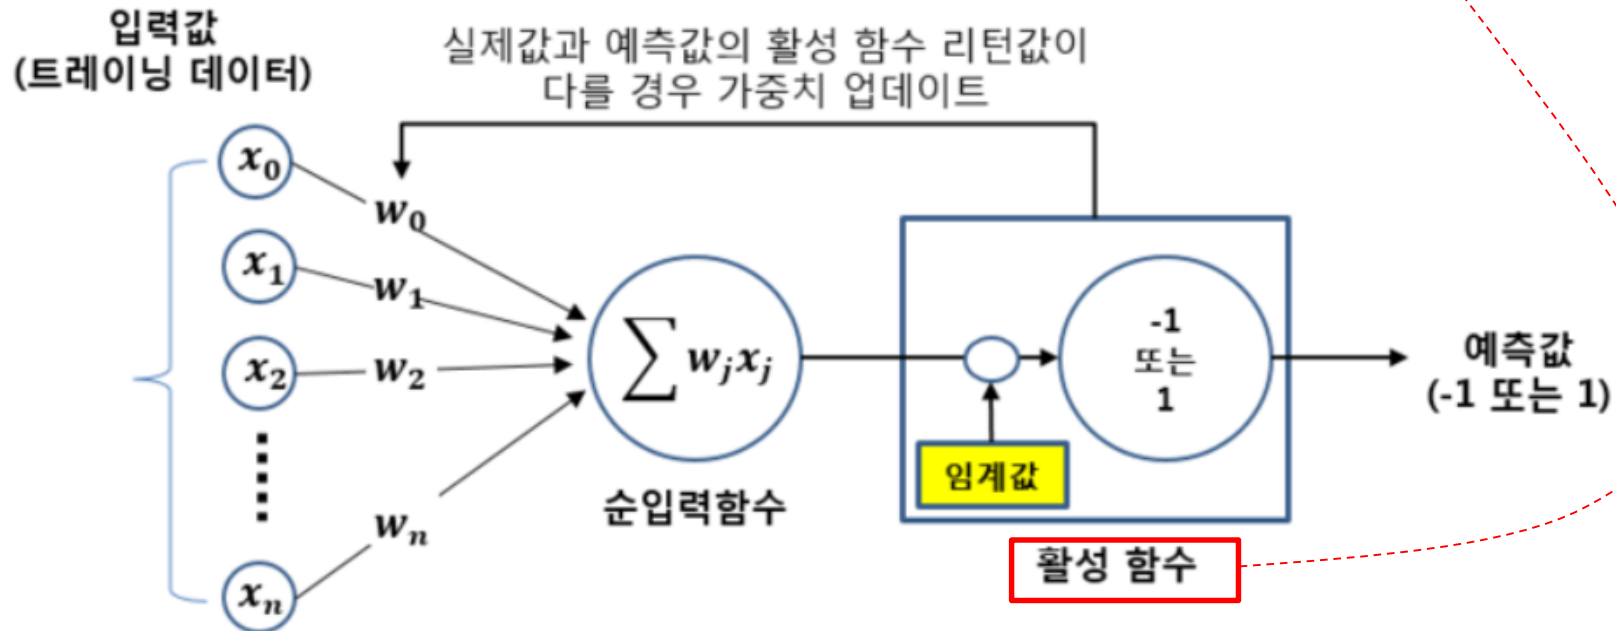 입력값
(트레이닝 데이터)
실제값과 예측값의 활성 함수 리턴값이
다를 경우 가중치 업데이트
x₀
w₀
x₁
w₁
x₂
w₂
xₙ
wₙ
∑ wⱼxⱼ
순입력함수
임계값
-1
또는
1
활성 함수
예측값
(-1 또는 1)